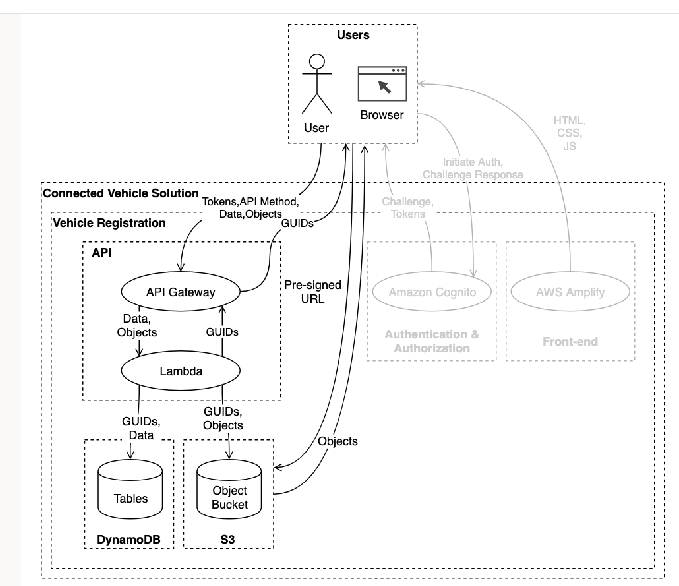 Users
User
Browser
HTML,
CSS,
JS
Initiate Auth,
Challenge Response
Connected Vehicle Solution
Tokens,API Method,
Data,Objects
Challenge,
Tokens
Vehicle Registration
GUIDs
API
API Gateway
Pre-signed
URL
Amazon Cognito
AWS Amplify
Data,
Objects
GUIDs
Authentication &
Authorization
Front-end
Lambda
GUIDs,
Data
GUIDs,
Objects
Objects
Tables
Object
Bucket
DynamoDB
S3